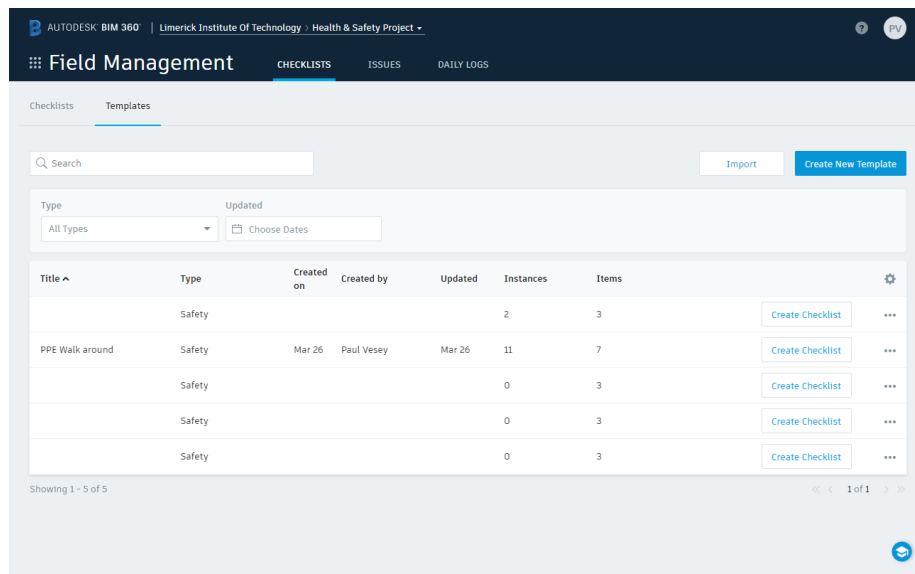 AUTODESK® BIM 360® | Limerick Institute Of Technology › Health & Safety Project
? PV
Field Management CHECKLISTS ISSUES DAILY LOGS
Checklists Templates
Search Import Create New Template
Type Updated
All Types Choose Dates
Title Type Created on Created by Updated Instances Items
Safety 2 3 Create Checklist
PPE Walk around Safety Mar 26 Paul Vesey Mar 26 11 7 Create Checklist
Safety 0 3 Create Checklist
Safety 0 3 Create Checklist
Safety 0 3 Create Checklist
Showing 1 - 5 of 5 1 of 1